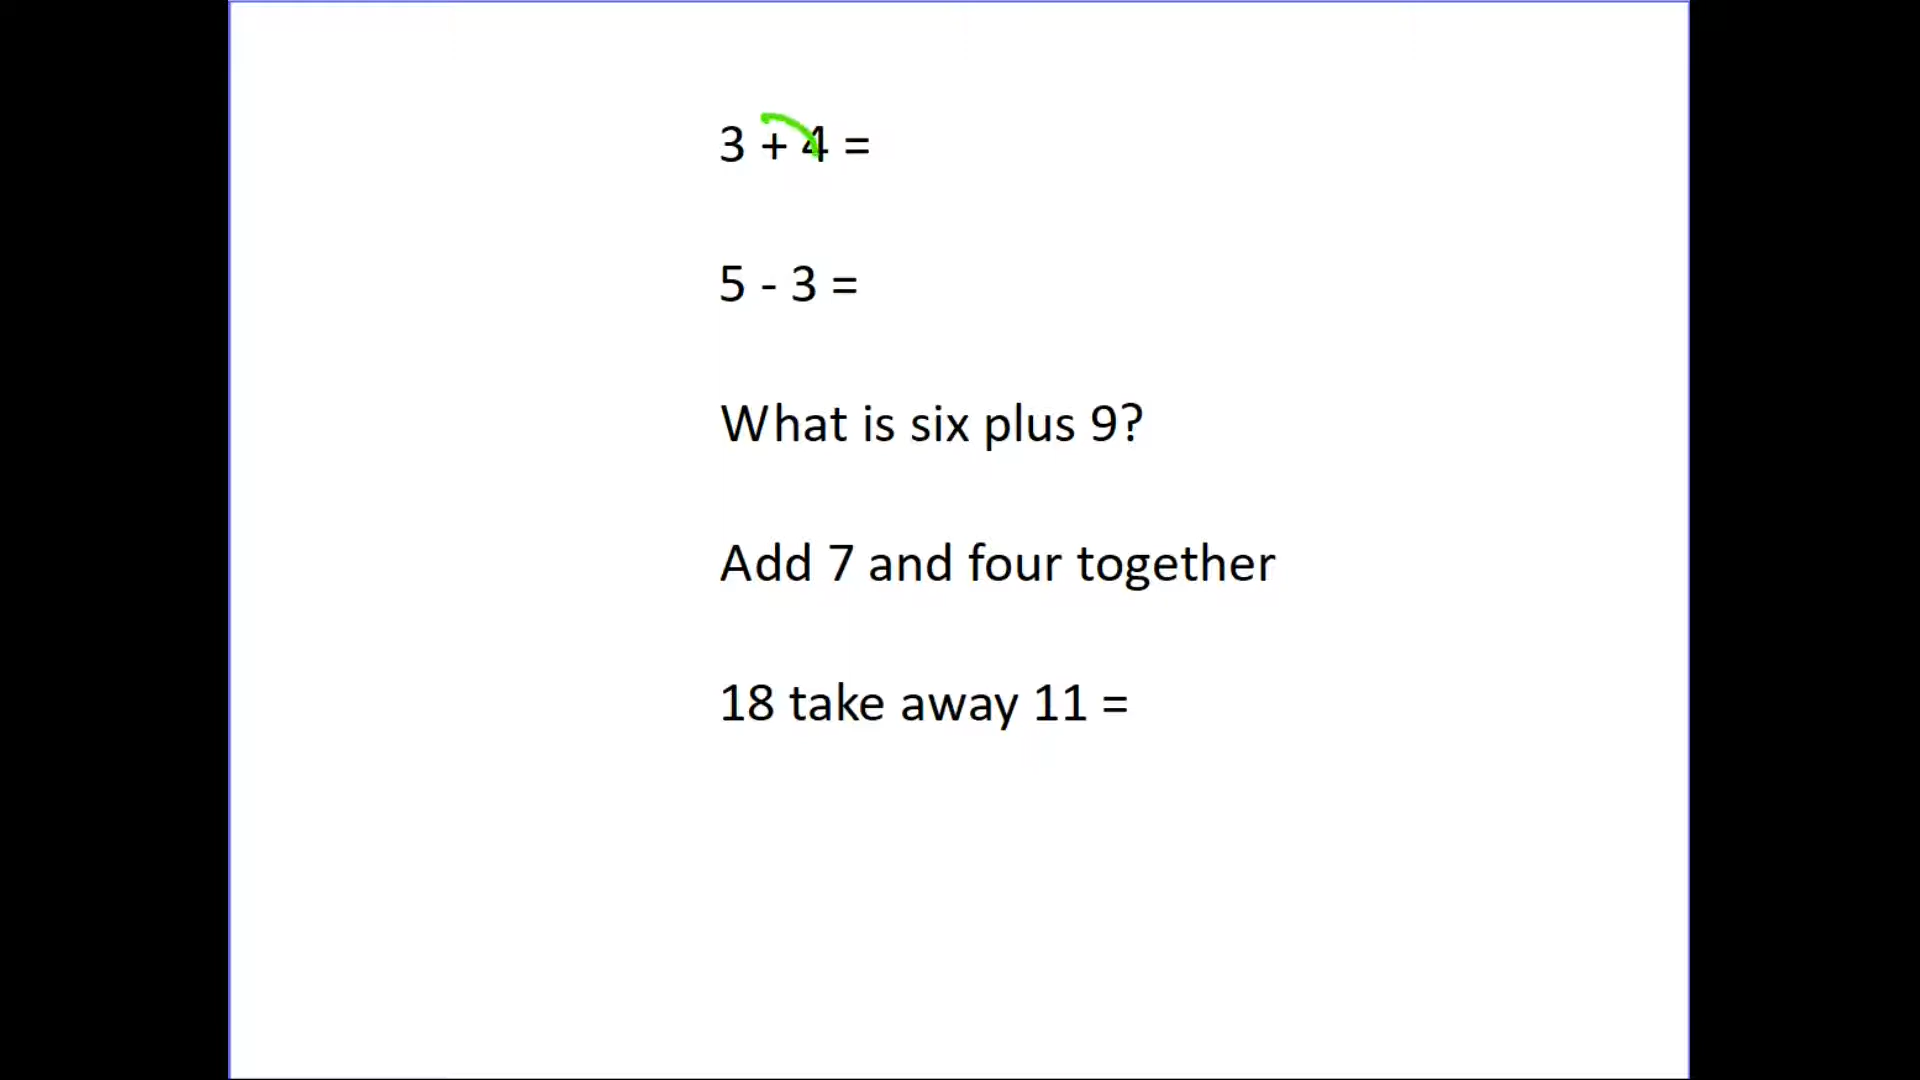 3 + 4 =
5 - 3 =
What is six plus 9?
Add 7 and four together
18 take away 11 =